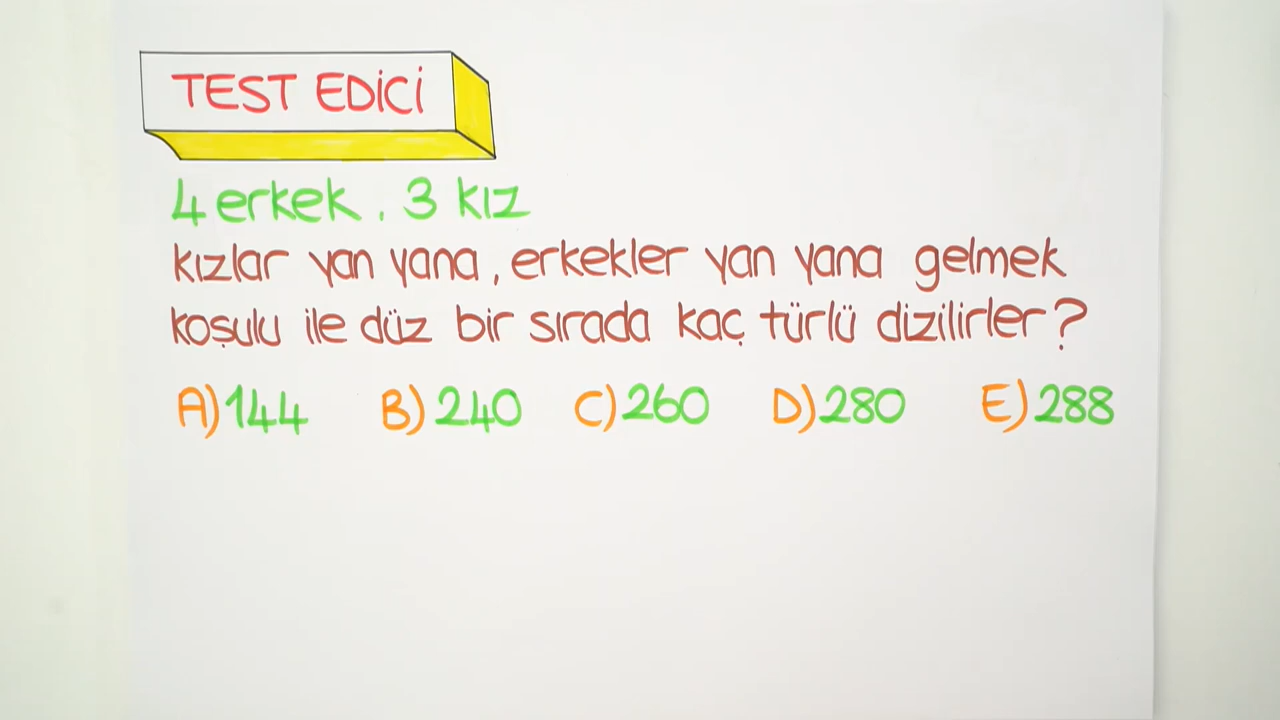 TEST EDİCİ
4 erkek, 3 kız
kızlar yan yana, erkekler yan yana gelmek
koşulu ile düz bir sırada kaç türlü dizilirler?
A) 144 B) 240 C) 260 D) 280 E) 288